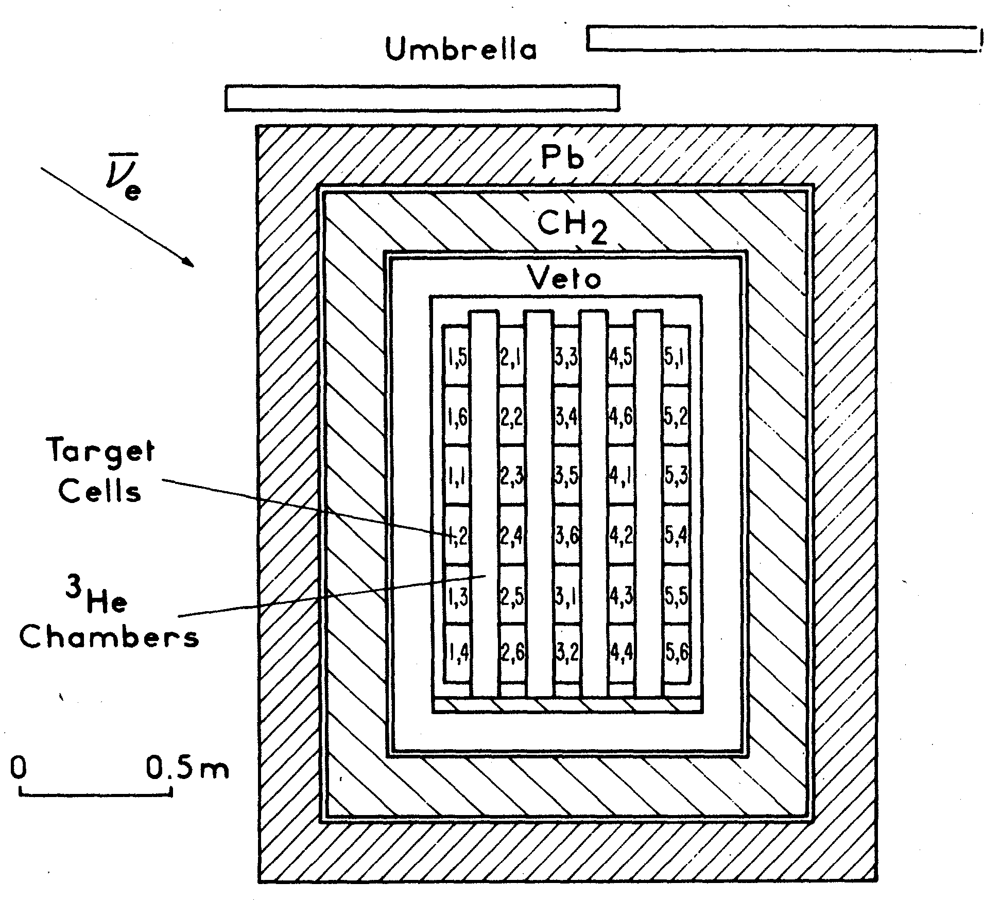 Umbrella
ν̅e
Pb
CH2
Veto
1,5 2,1 3,3 4,5 5,1
1,6 2,2 3,4 4,6 5,2
1,1 2,3 3,5 4,1 5,3
1,2 2,4 3,6 4,2 5,4
1,3 2,5 3,1 4,3 5,5
1,4 2,6 3,2 4,4 5,6
Target
Cells
3He
Chambers
0 0.5m